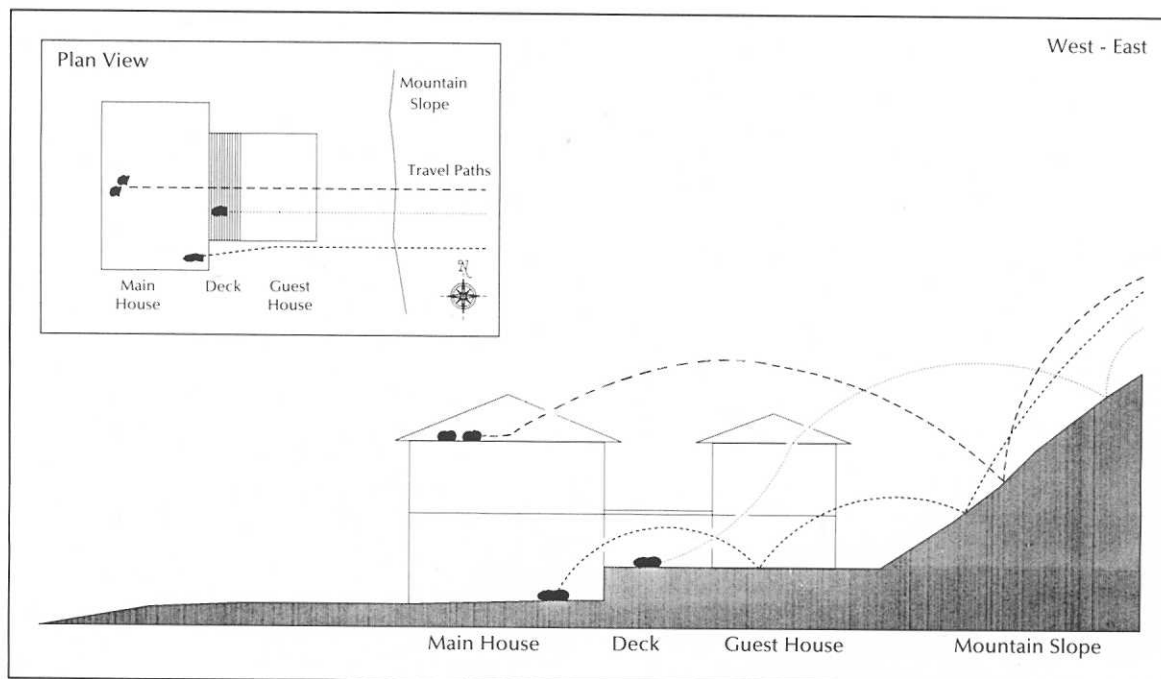 Plan View
West - East
Mountain
Slope
Travel Paths
N
Main
House
Deck
Guest
House
Main House
Deck
Guest House
Mountain Slope